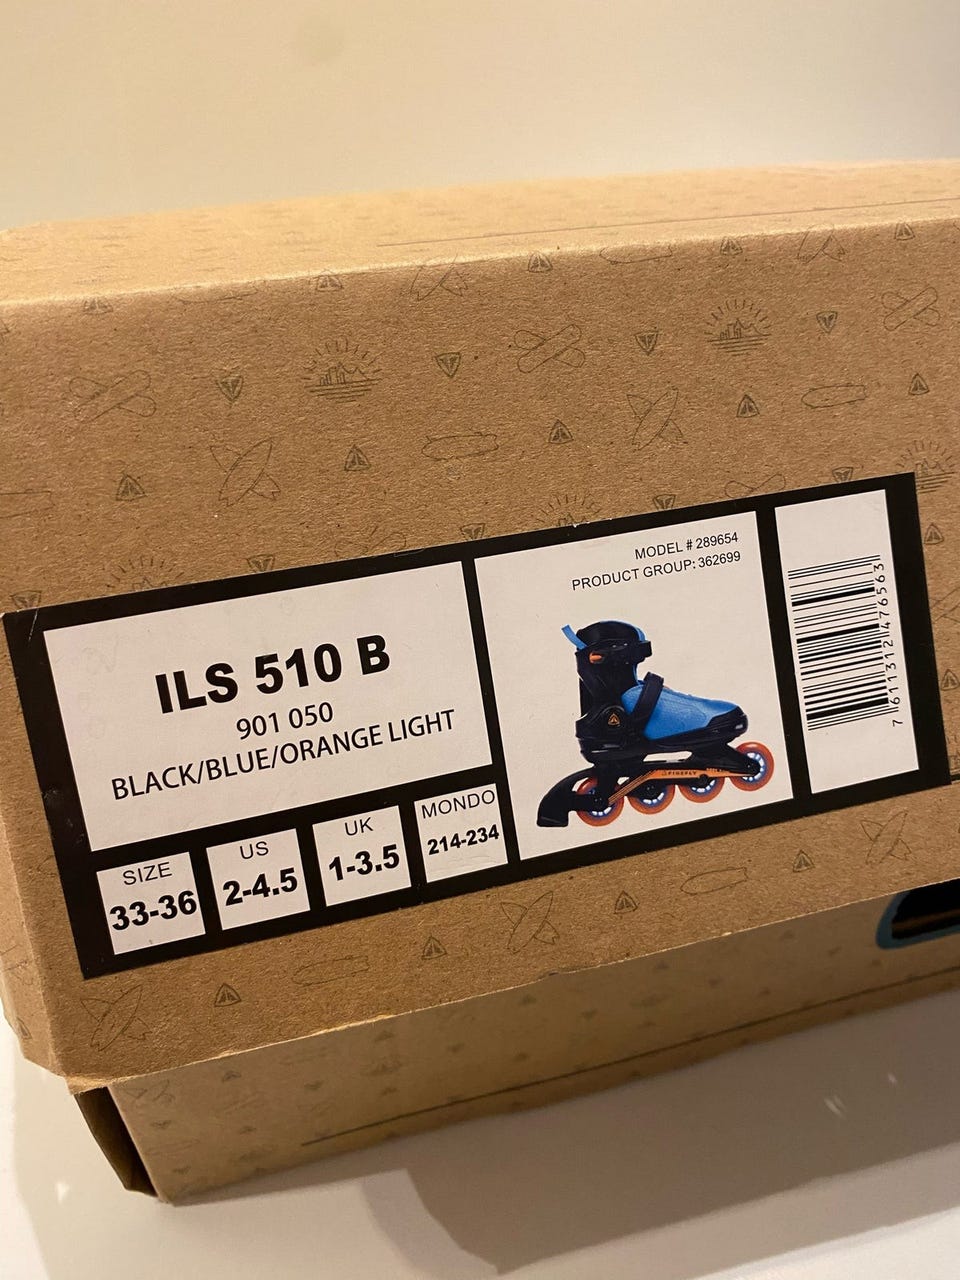 ILS 510 B
901 050
BLACK/BLUE/ORANGE LIGHT
SIZE
33-36
US
2-4.5
UK
1-3.5
MONDO
214-234
MODEL # 289654
PRODUCT GROUP: 362699
FIREFLY
7 611312 476563